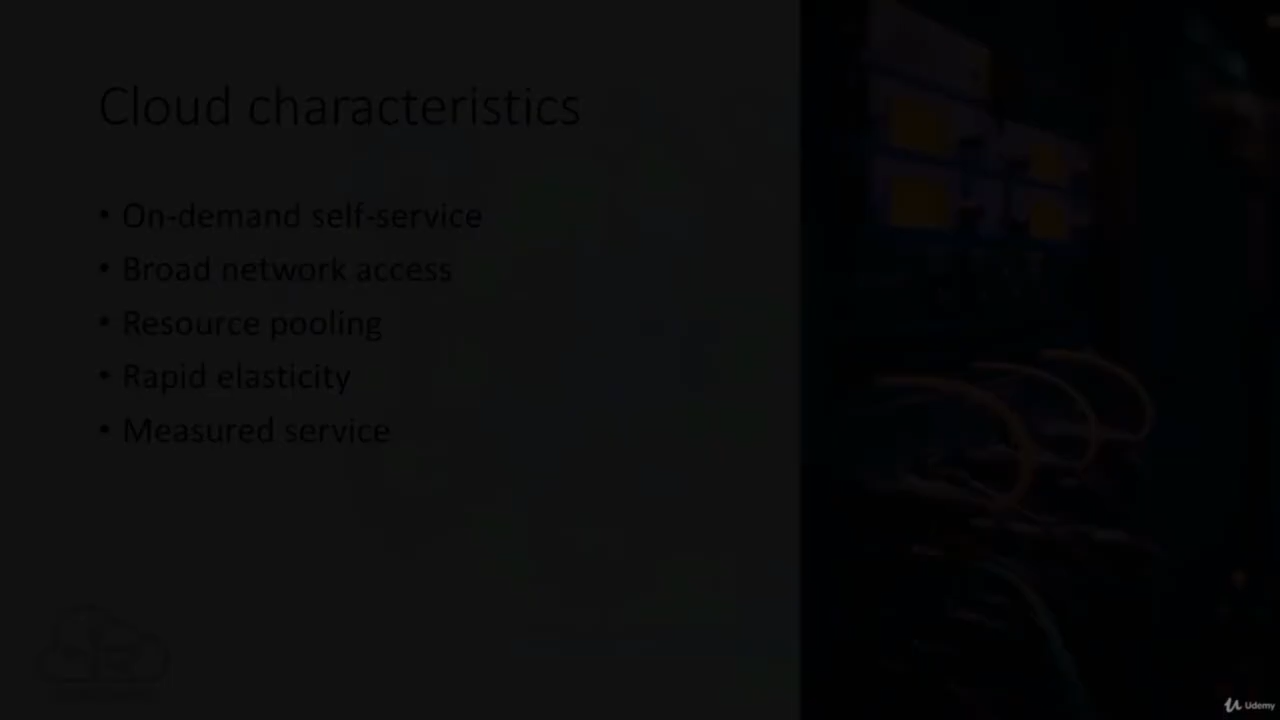 Cloud characteristics
• On-demand self-service
• Broad network access
• Resource pooling
• Rapid elasticity
• Measured service
Udemy